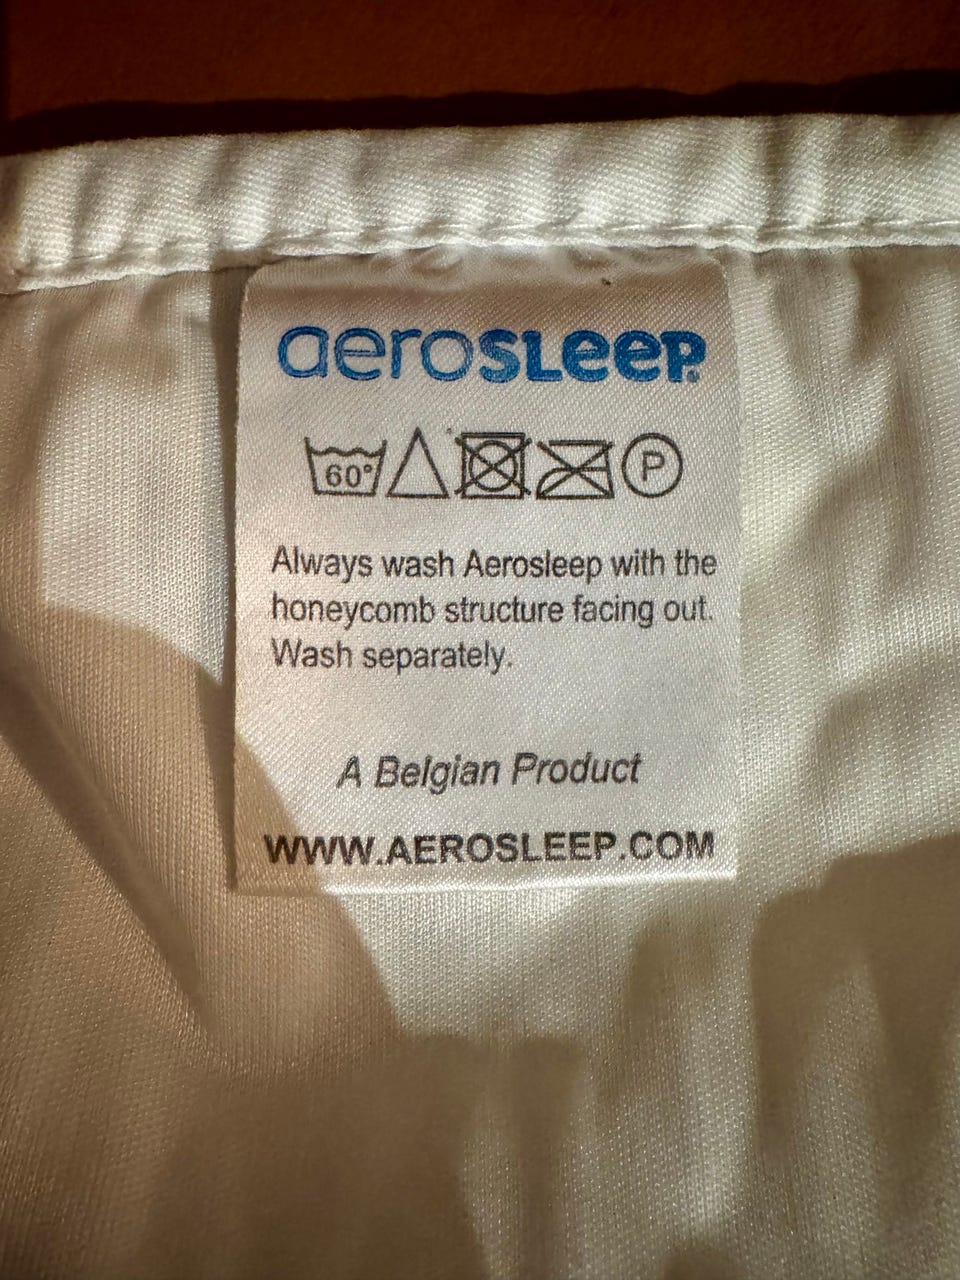 aerosleep®
60° P
Always wash Aerosleep with the
honeycomb structure facing out.
Wash separately.
A Belgian Product
WWW.AEROSLEEP.COM